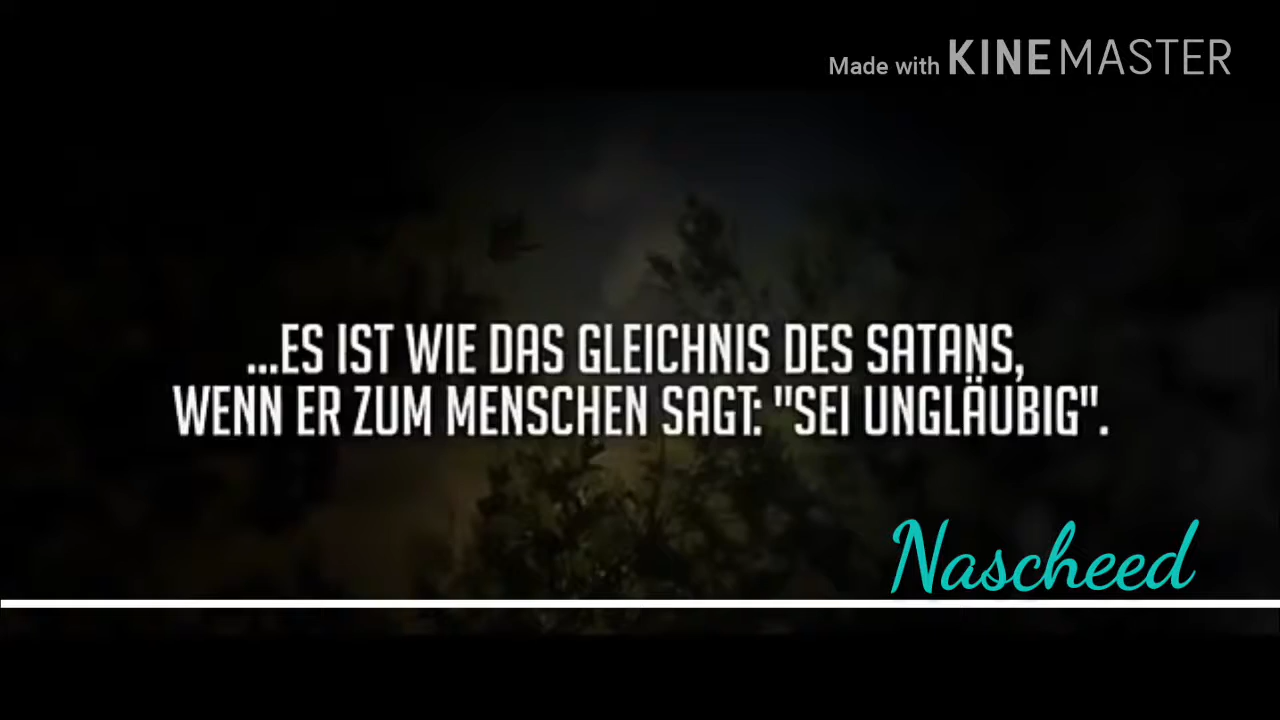 Made with KINEMASTER
...ES IST WIE DAS GLEICHNIS DES SATANS,
WENN ER ZUM MENSCHEN SAGT: "SEI UNGLÄUBIG".
Nascheed